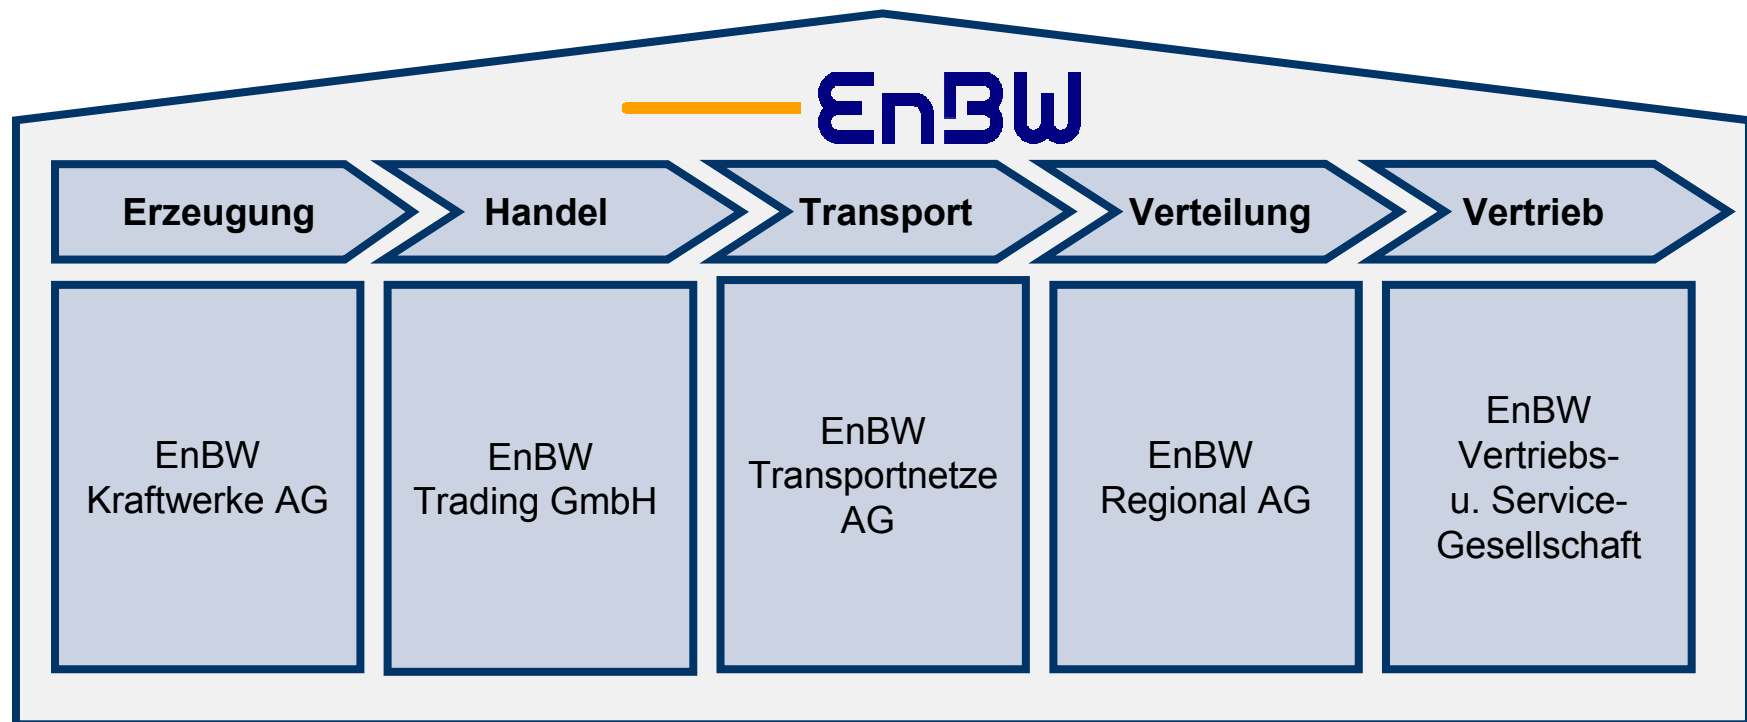 EnBW
Erzeugung
Handel
Transport
Verteilung
Vertrieb
EnBW
Kraftwerke AG
EnBW
Trading GmbH
EnBW
Transportnetze
AG
EnBW
Regional AG
EnBW
Vertriebs-
u. Service-
Gesellschaft